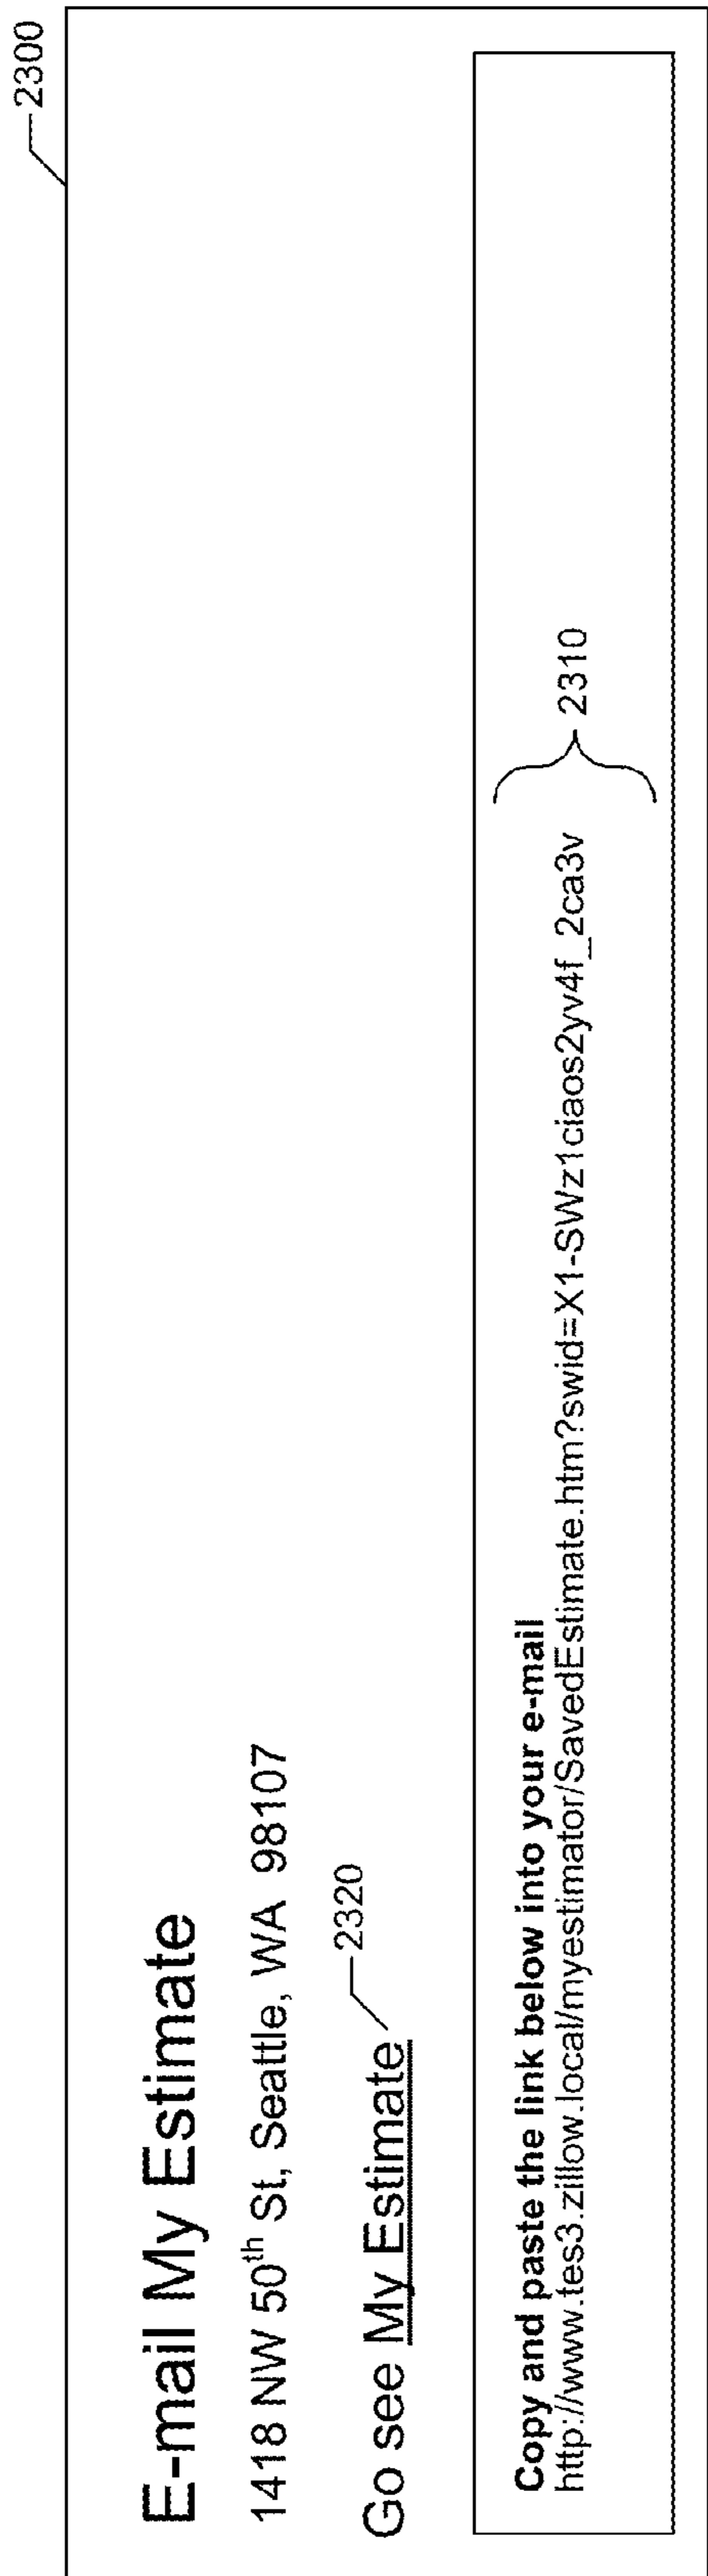 2300
E-mail My Estimate
1418 NW 50th St, Seattle, WA 98107
2320
Go see My Estimate
Copy and paste the link below into your e-mail
http://www.tes3.zillow.local/myestimator/SavedEstimate.htm?swid=X1-SWz1ciaos2yv4f_2ca3v
2310